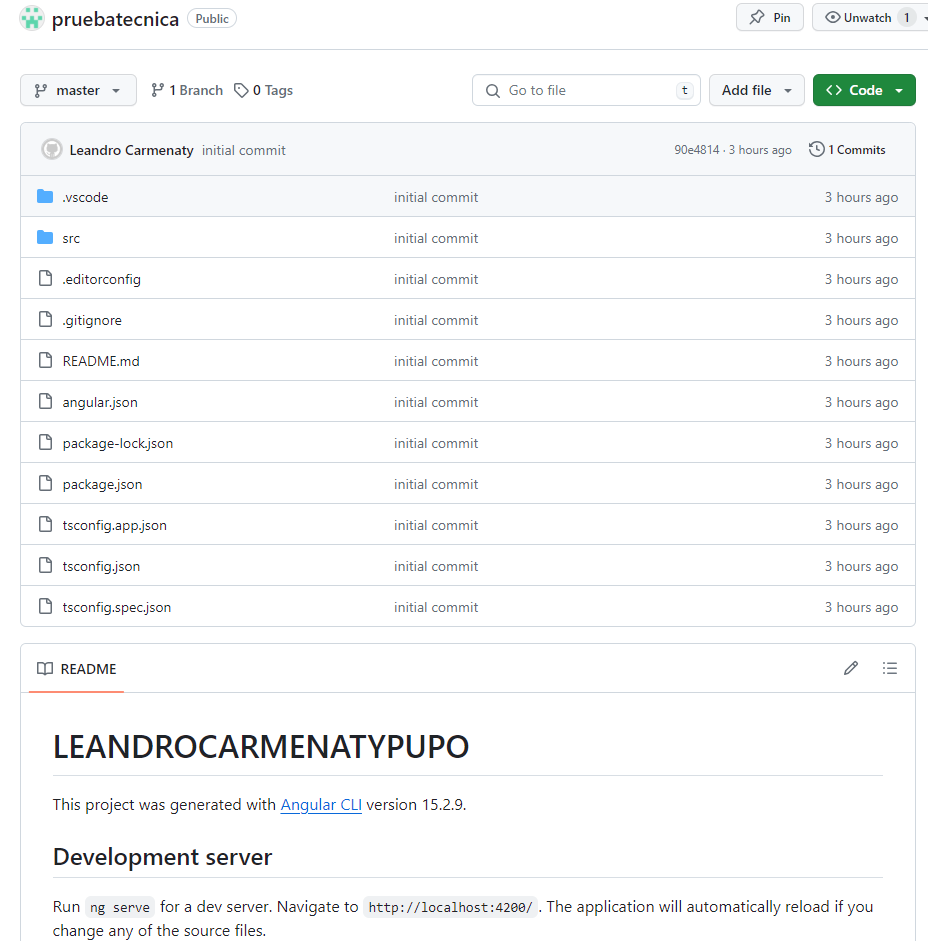 pruebatecnica Public Pin Unwatch 1
master 1 Branch 0 Tags Go to file t Add file Code
Leandro Carmenaty initial commit 90e4814 · 3 hours ago 1 Commits
.vscode initial commit 3 hours ago
src initial commit 3 hours ago
.editorconfig initial commit 3 hours ago
.gitignore initial commit 3 hours ago
README.md initial commit 3 hours ago
angular.json initial commit 3 hours ago
package-lock.json initial commit 3 hours ago
package.json initial commit 3 hours ago
tsconfig.app.json initial commit 3 hours ago
tsconfig.json initial commit 3 hours ago
tsconfig.spec.json initial commit 3 hours ago
README
LEANDROCARMENATYPUPO
This project was generated with Angular CLI version 15.2.9.
Development server
Run ng serve for a dev server. Navigate to http://localhost:4200/. The application will automatically reload if you
change any of the source files.